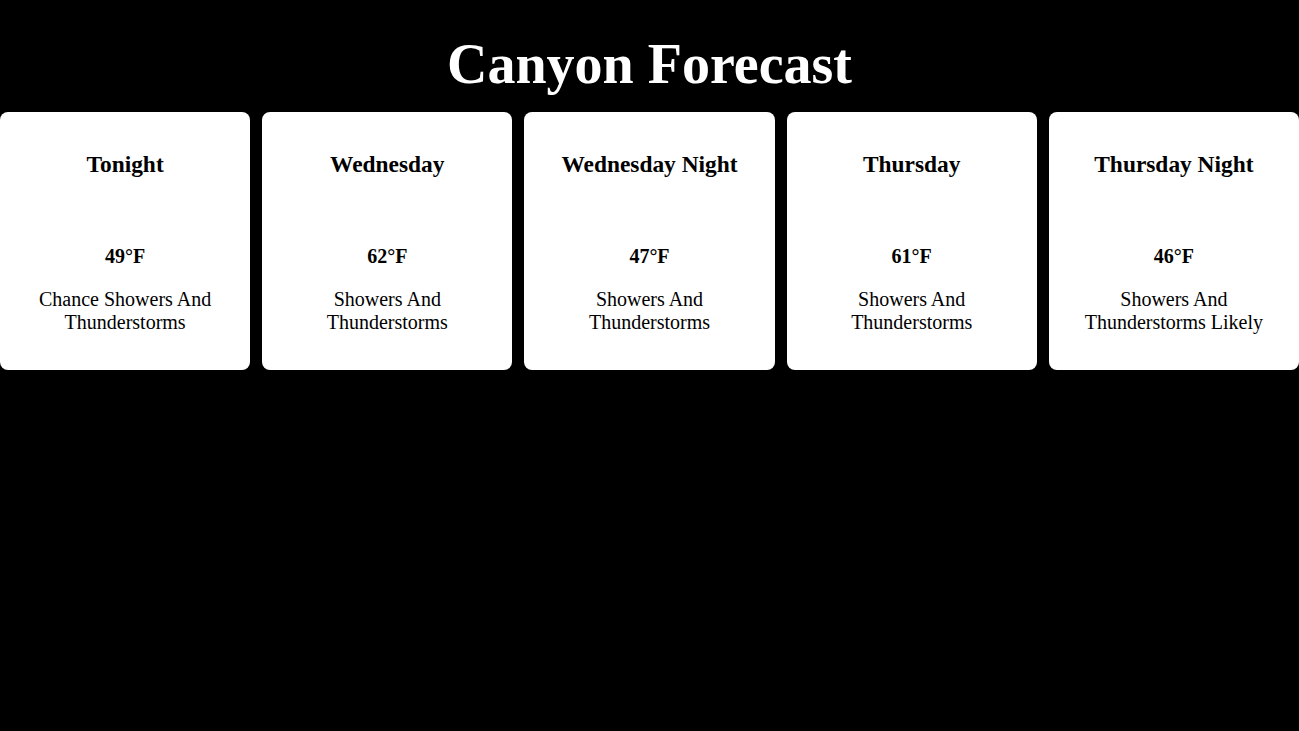 Canyon Forecast
Tonight
49°F
Chance Showers And
Thunderstorms
Wednesday
62°F
Showers And
Thunderstorms
Wednesday Night
47°F
Showers And
Thunderstorms
Thursday
61°F
Showers And
Thunderstorms
Thursday Night
46°F
Showers And
Thunderstorms Likely